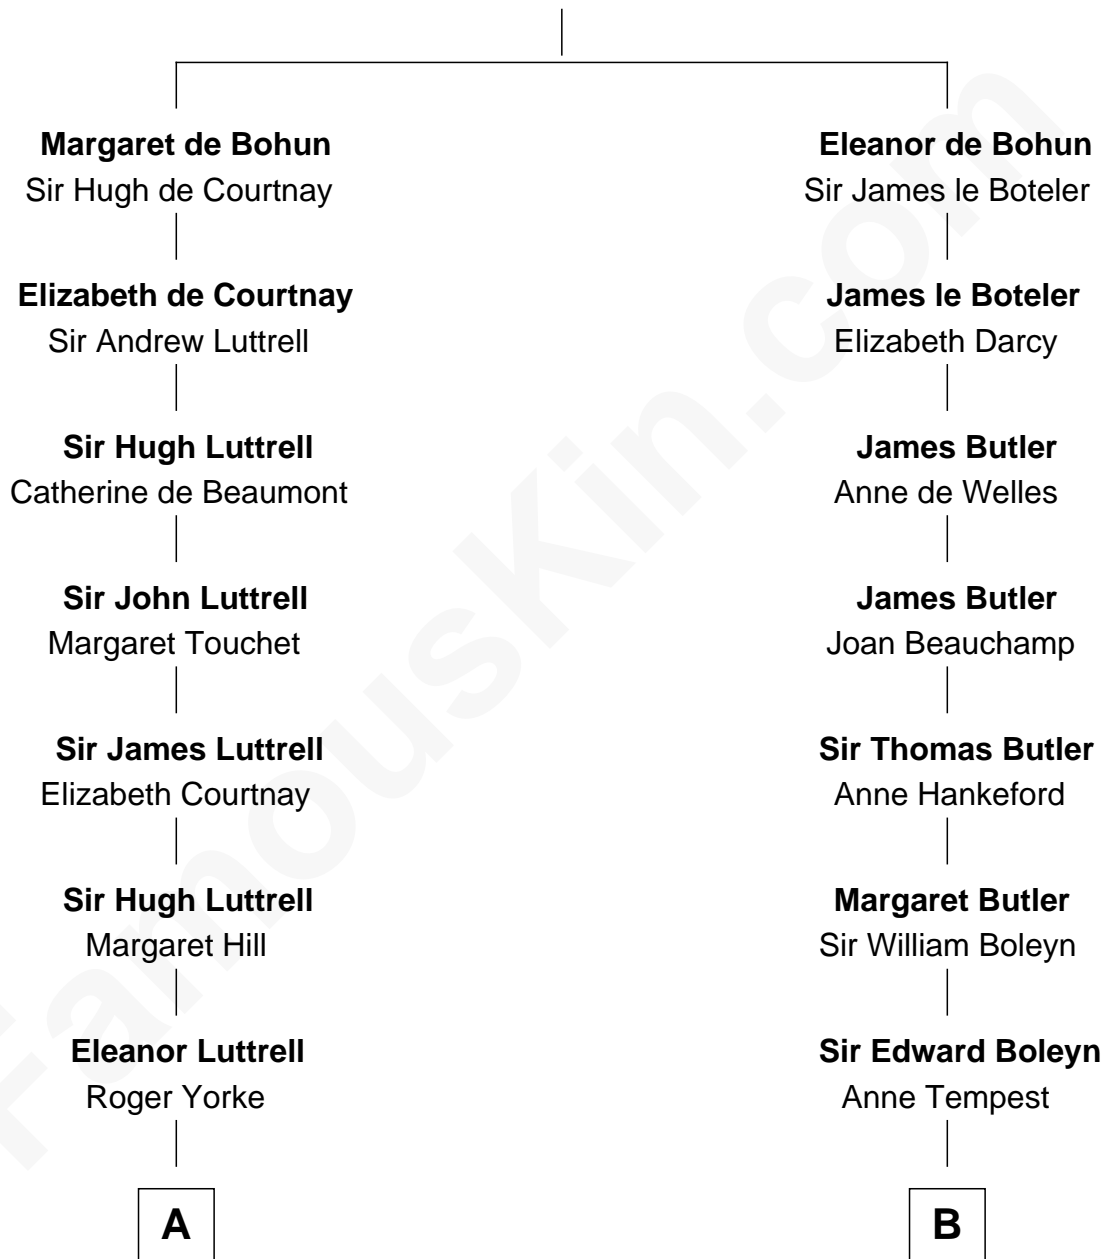 Margaret de Bohun
Sir Hugh de Courtnay
Elizabeth de Courtnay
Sir Andrew Luttrell
Sir Hugh Luttrell
Catherine de Beaumont
Sir John Luttrell
Margaret Touchet
Sir James Luttrell
Elizabeth Courtnay
Sir Hugh Luttrell
Margaret Hill
Eleanor Luttrell
Roger Yorke
A
Eleanor de Bohun
Sir James le Boteler
James le Boteler
Elizabeth Darcy
James Butler
Anne de Welles
James Butler
Joan Beauchamp
Sir Thomas Butler
Anne Hankeford
Margaret Butler
Sir William Boleyn
Sir Edward Boleyn
Anne Tempest
B
FamousKin.com